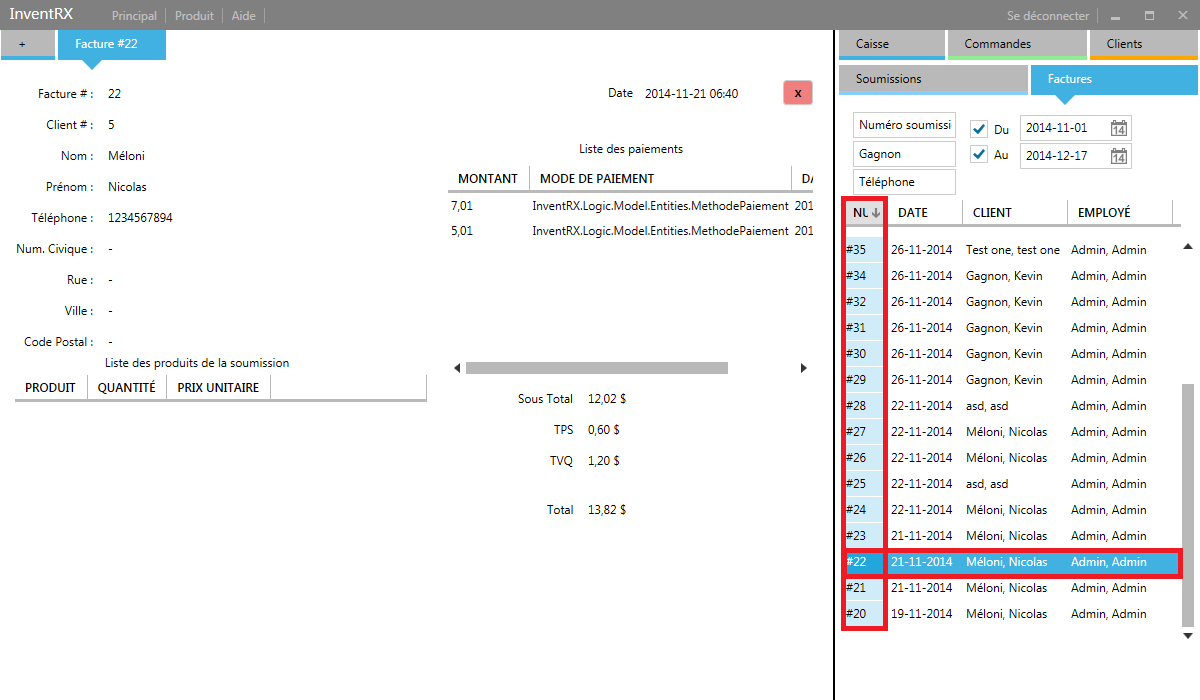 InventRX Principal Produit Aide Se déconnecter
+ Facture #22
Facture # : 22
Client # : 5
Nom : Méloni
Prénom : Nicolas
Téléphone : 1234567894
Num. Civique : -
Rue : -
Ville : -
Code Postal : -
Liste des produits de la soumission
PRODUIT QUANTITÉ PRIX UNITAIRE
Date 2014-11-21 06:40 x
Liste des paiements
MONTANT MODE DE PAIEMENT DA
7,01 InventRX.Logic.Model.Entities.MethodePaiement 201
5,01 InventRX.Logic.Model.Entities.MethodePaiement 201
Sous Total 12,02 $
TPS 0,60 $
TVQ 1,20 $
Total 13,82 $
Caisse Commandes Clients
Soumissions Factures
Numéro soumissi Du 2014-11-01 14
Gagnon Au 2014-12-17 14
Téléphone
NU DATE CLIENT EMPLOYÉ
#35 26-11-2014 Test one, test one Admin, Admin
#34 26-11-2014 Gagnon, Kevin Admin, Admin
#32 26-11-2014 Gagnon, Kevin Admin, Admin
#31 26-11-2014 Gagnon, Kevin Admin, Admin
#30 26-11-2014 Gagnon, Kevin Admin, Admin
#29 26-11-2014 Gagnon, Kevin Admin, Admin
#28 22-11-2014 asd, asd Admin, Admin
#27 22-11-2014 Méloni, Nicolas Admin, Admin
#26 22-11-2014 Méloni, Nicolas Admin, Admin
#25 22-11-2014 asd, asd Admin, Admin
#24 22-11-2014 Méloni, Nicolas Admin, Admin
#23 21-11-2014 Méloni, Nicolas Admin, Admin
#22 21-11-2014 Méloni, Nicolas Admin, Admin
#21 21-11-2014 Méloni, Nicolas Admin, Admin
#20 19-11-2014 Méloni, Nicolas Admin, Admin